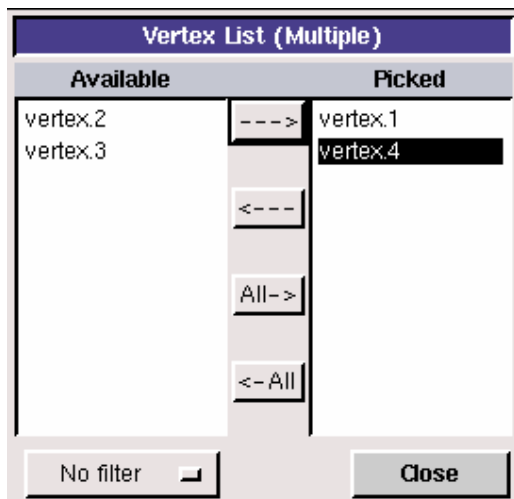 Vertex List (Multiple)
Available Picked
vertex.2 ---> vertex.1
vertex.3 vertex.4
<---
All->
<-All
No filter Close